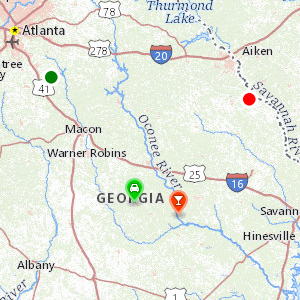 Thurmond
Lake
78
Atlanta
278
20
Aiken
tree
41
Savannah Riv
Macon
Oconee River
Warner Robins
25
16
GEORGIA
Savann
Hinesville
Albany